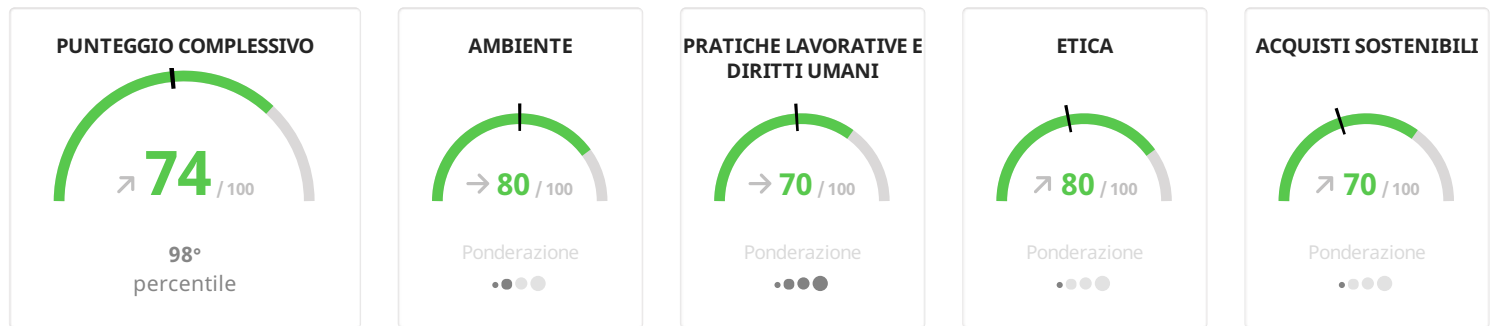 PUNTEGGIO COMPLESSIVO
74 / 100
98°
percentile
AMBIENTE
80 / 100
Ponderazione
PRATICHE LAVORATIVE E
DIRITTI UMANI
70 / 100
Ponderazione
ETICA
80 / 100
Ponderazione
ACQUISTI SOSTENIBILI
70 / 100
Ponderazione